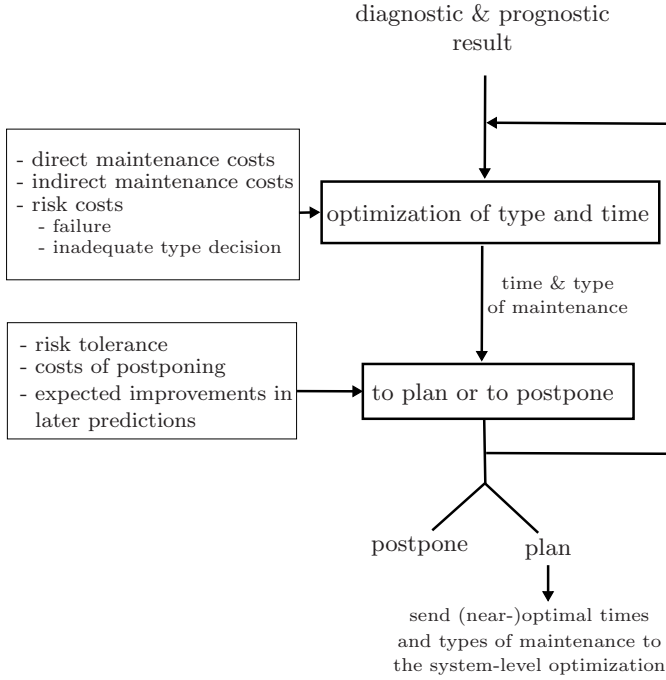 diagnostic & prognostic
result
- direct maintenance costs
- indirect maintenance costs
- risk costs
- failure
- inadequate type decision
optimization of type and time
time & type
of maintenance
- risk tolerance
- costs of postponing
- expected improvements in
later predictions
to plan or to postpone
postpone
plan
send (near-)optimal times
and types of maintenance to
the system-level optimization